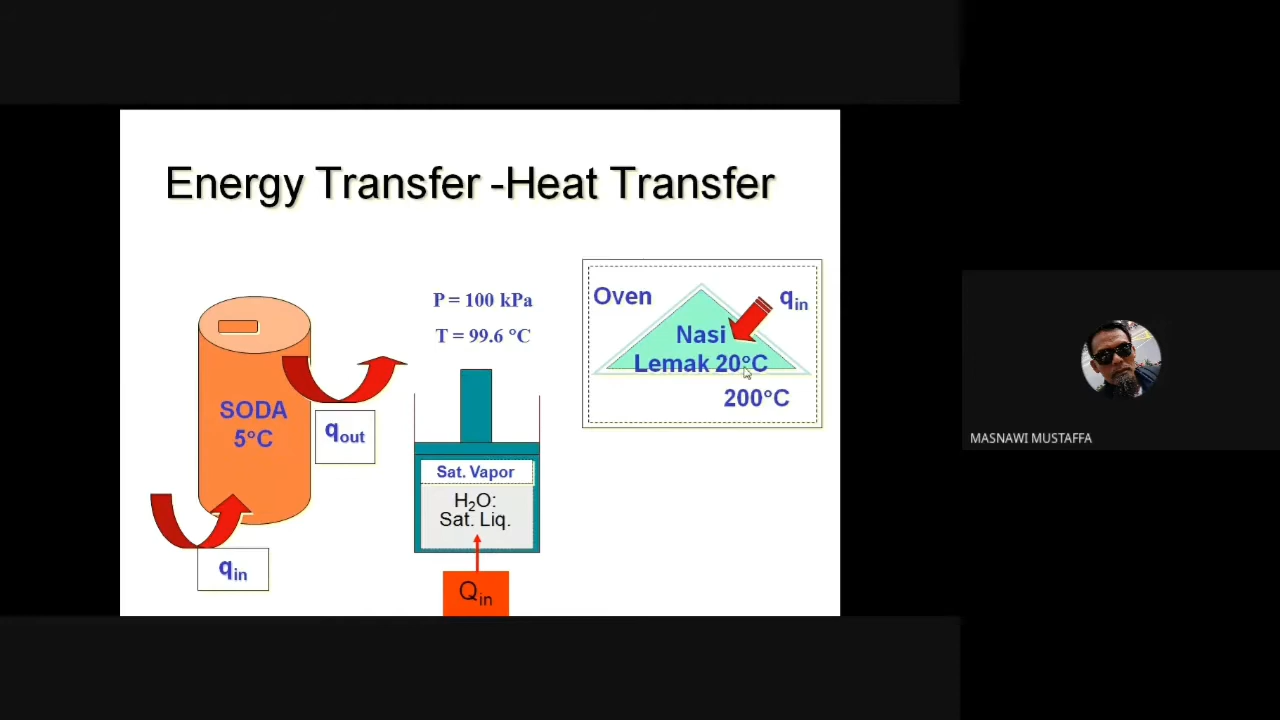 Energy Transfer -Heat Transfer
SODA
5°C
qout
qin
P = 100 kPa
T = 99.6 °C
Sat. Vapor
H₂O:
Sat. Liq.
Qin
Oven
qin
Nasi
Lemak 20°C
200°C
MASNAWI MUSTAFFA